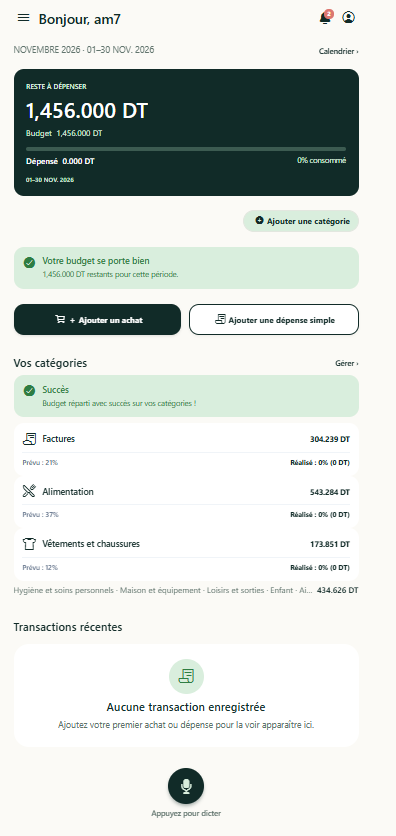 Bonjour, am7
2
NOVEMBRE 2026 · 01–30 NOV. 2026
Calendrier ›
RESTE À DÉPENSER
1,456.000 DT
Budget 1,456.000 DT
Dépensé 0.000 DT
0% consommé
01–30 NOV. 2026
Ajouter une catégorie
Votre budget se porte bien
1,456.000 DT restants pour cette période.
+ Ajouter un achat
Ajouter une dépense simple
Vos catégories
Gérer ›
Succès
Budget réparti avec succès sur vos catégories !
Factures 304.239 DT
Prévu : 21% Réalisé : 0% (0 DT)
Alimentation 543.284 DT
Prévu : 37% Réalisé : 0% (0 DT)
Vêtements et chaussures 173.851 DT
Prévu : 12% Réalisé : 0% (0 DT)
Hygiène et soins personnels · Maison et équipement · Loisirs et sorties · Enfant · Ai... 434.626 DT
Transactions récentes
Aucune transaction enregistrée
Ajoutez votre premier achat ou dépense pour la voir apparaître ici.
Appuyez pour dicter